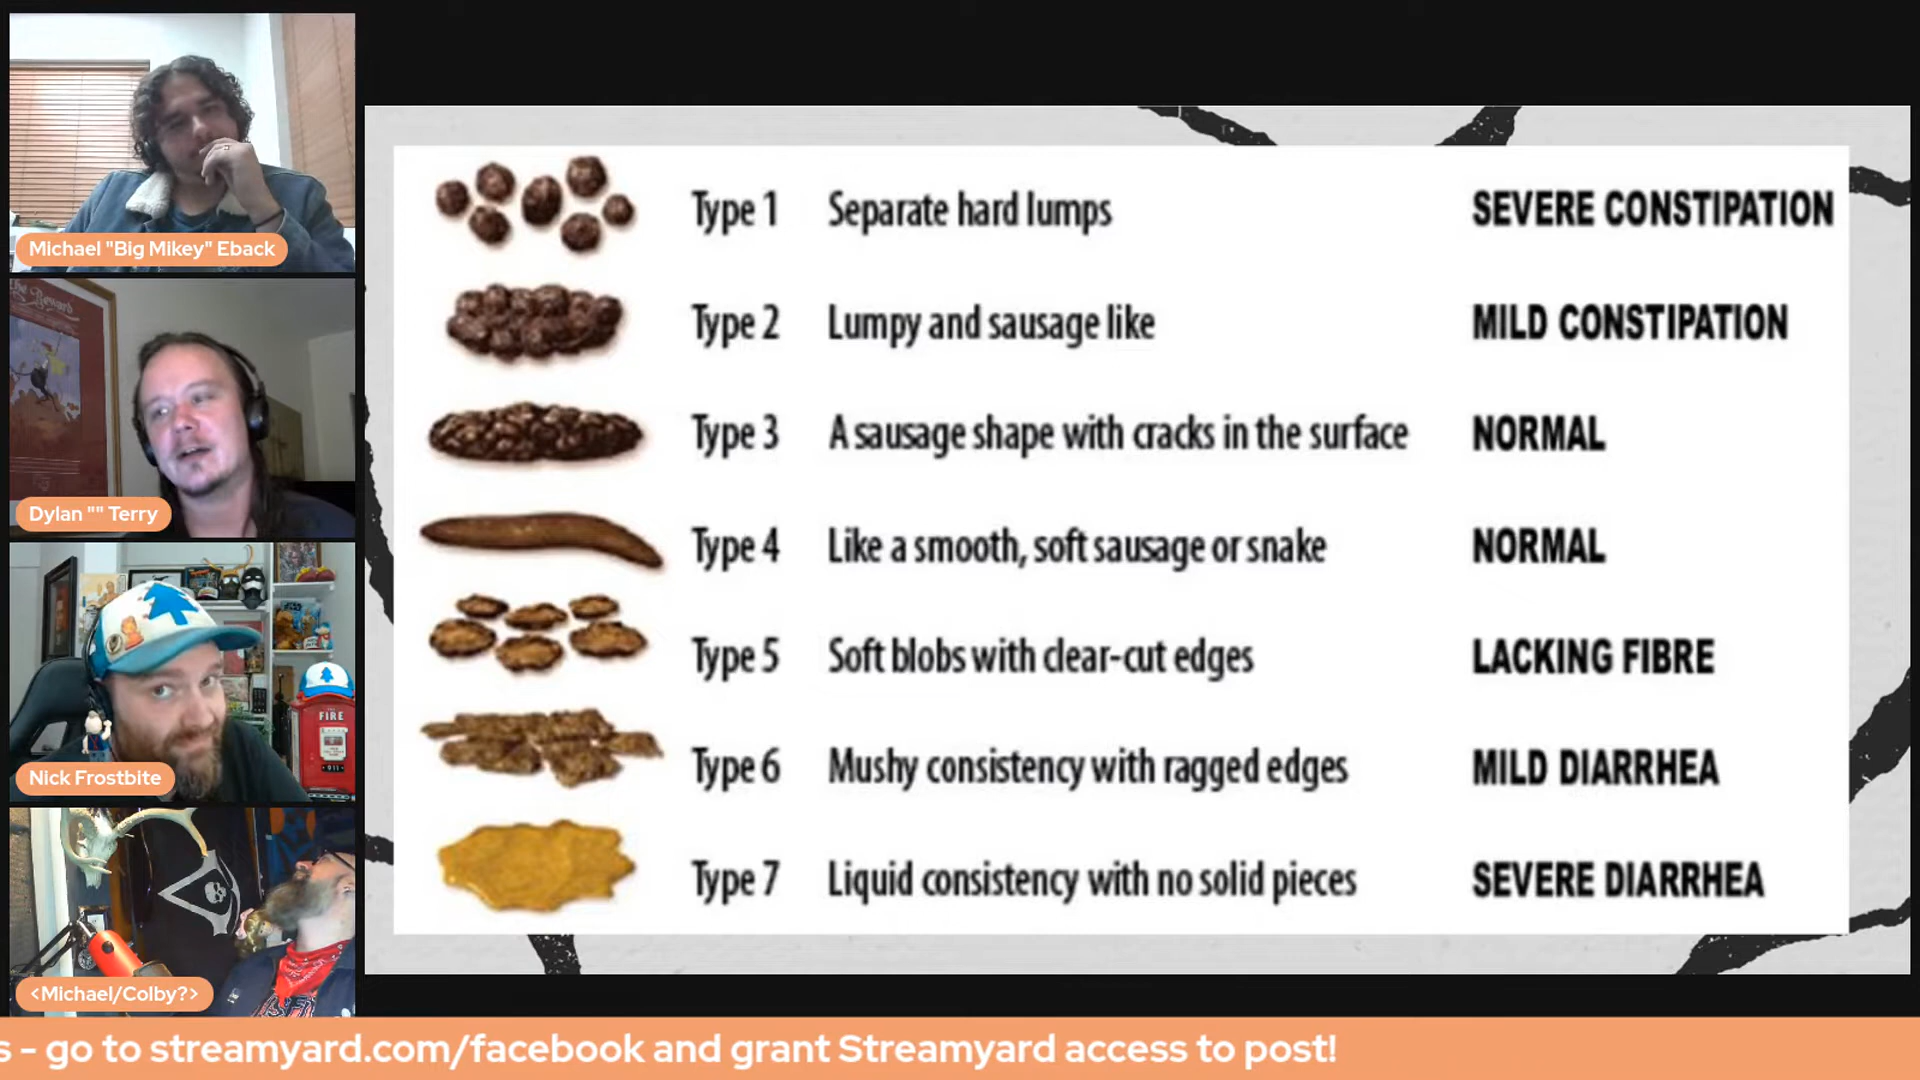 Michael "Big Mikey" Eback
The Reward
Dylan "" Terry
FIRE
911
Nick Frostbite
<Michael/Colby?>
Type 1 Separate hard lumps SEVERE CONSTIPATION
Type 2 Lumpy and sausage like MILD CONSTIPATION
Type 3 A sausage shape with cracks in the surface NORMAL
Type 4 Like a smooth, soft sausage or snake NORMAL
Type 5 Soft blobs with clear-cut edges LACKING FIBRE
Type 6 Mushy consistency with ragged edges MILD DIARRHEA
Type 7 Liquid consistency with no solid pieces SEVERE DIARRHEA
s - go to streamyard.com/facebook and grant Streamyard access to post!